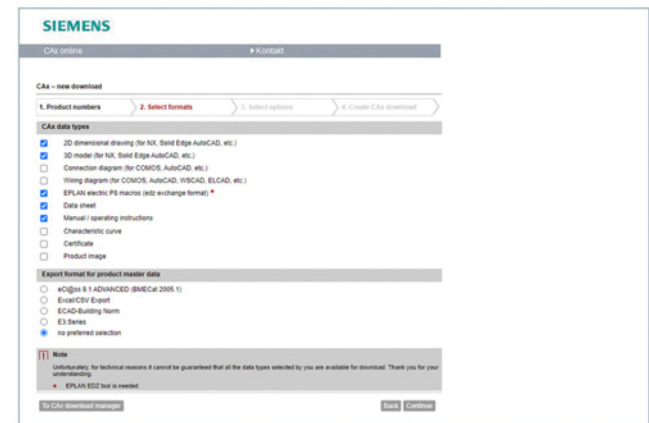 SIEMENS
CAx online
Kontakt
CAx – new download
1. Product numbers
2. Select formats
3. Select options
4. Create CAx download
CAx data types
2D dimensional drawing (for NX, Solid Edge AutoCAD, etc.)
3D model (for NX, Solid Edge AutoCAD, etc.)
Connection diagram (for COMOS, AutoCAD, etc.)
Wiring diagram (for COMOS, AutoCAD, WSCAD, ELCAD, etc.)
EPLAN electric P8 macros (edz exchange format) *
Data sheet
Manual / operating instructions
Characteristic curve
Certificate
Product image
Export format for product master data
eCl@ss 9.1 ADVANCED (BMECat 2005.1)
Excel/CSV Export
ECAD-Building Norm
E3.Series
no preferred selection
Note
Unfortunately, for technical reasons it cannot be guaranteed that all the data types selected by you are available for download. Thank you for your
understanding.
* EPLAN EDZ tool is needed
To CAx download manager
Back
Continue